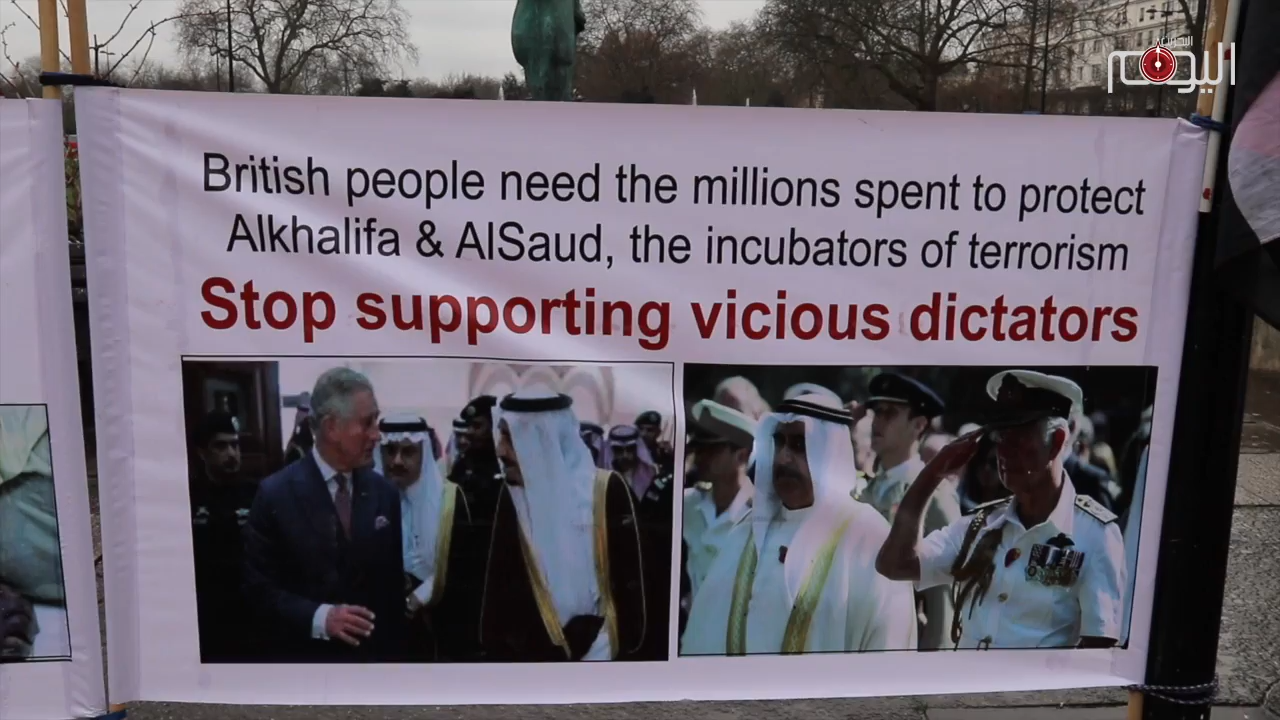 البحرين
اليوم
British people need the millions spent to protect
Alkhalifa & AlSaud, the incubators of terrorism
Stop supporting vicious dictators